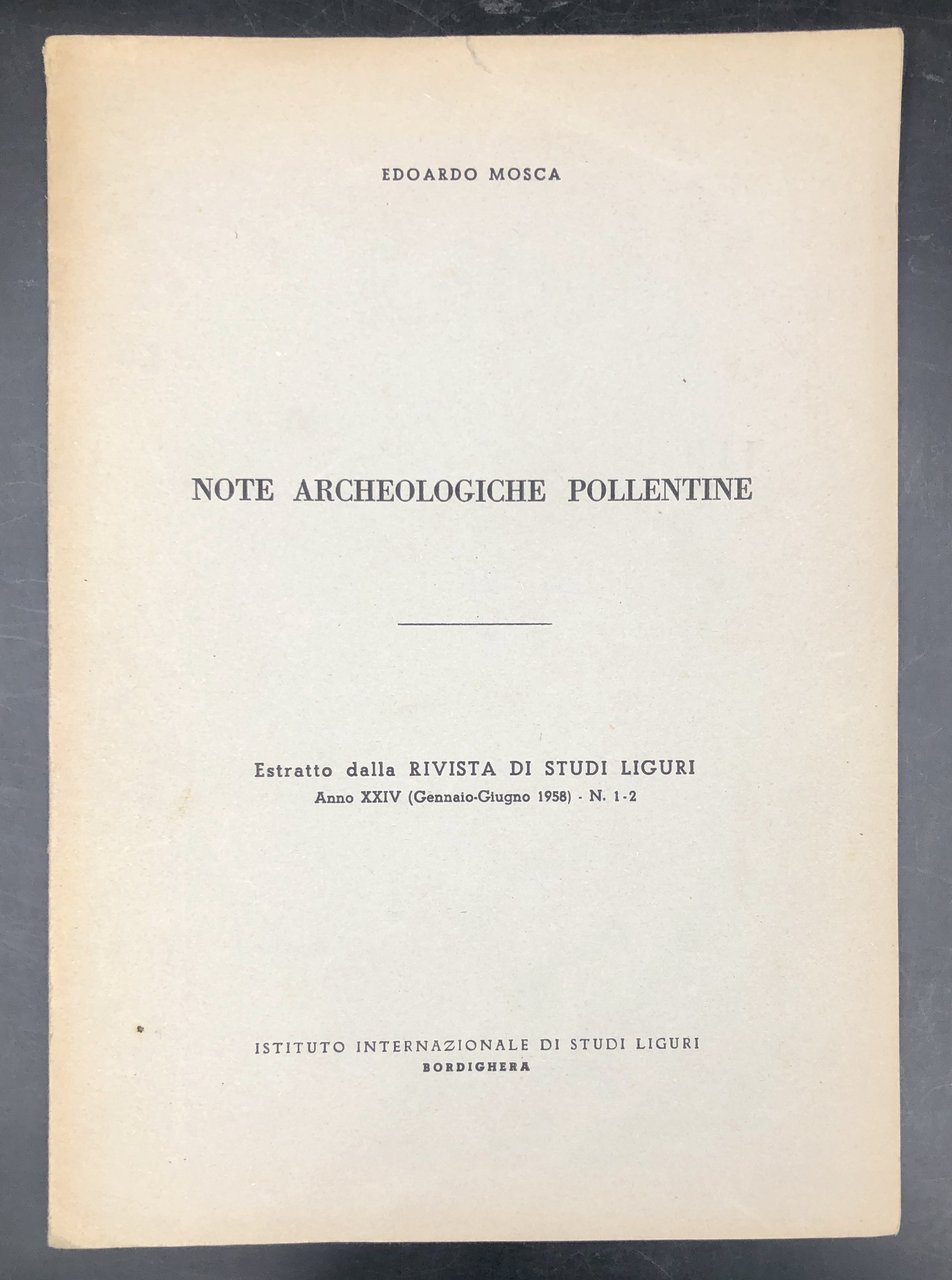 EDOARDO MOSCA
NOTE ARCHEOLOGICHE POLLENTINE
Estratto dalla RIVISTA DI STUDI LIGURI
Anno XXIV (Gennaio-Giugno 1958) - N. 1-2
ISTITUTO INTERNAZIONALE DI STUDI LIGURI
BORDIGHERA